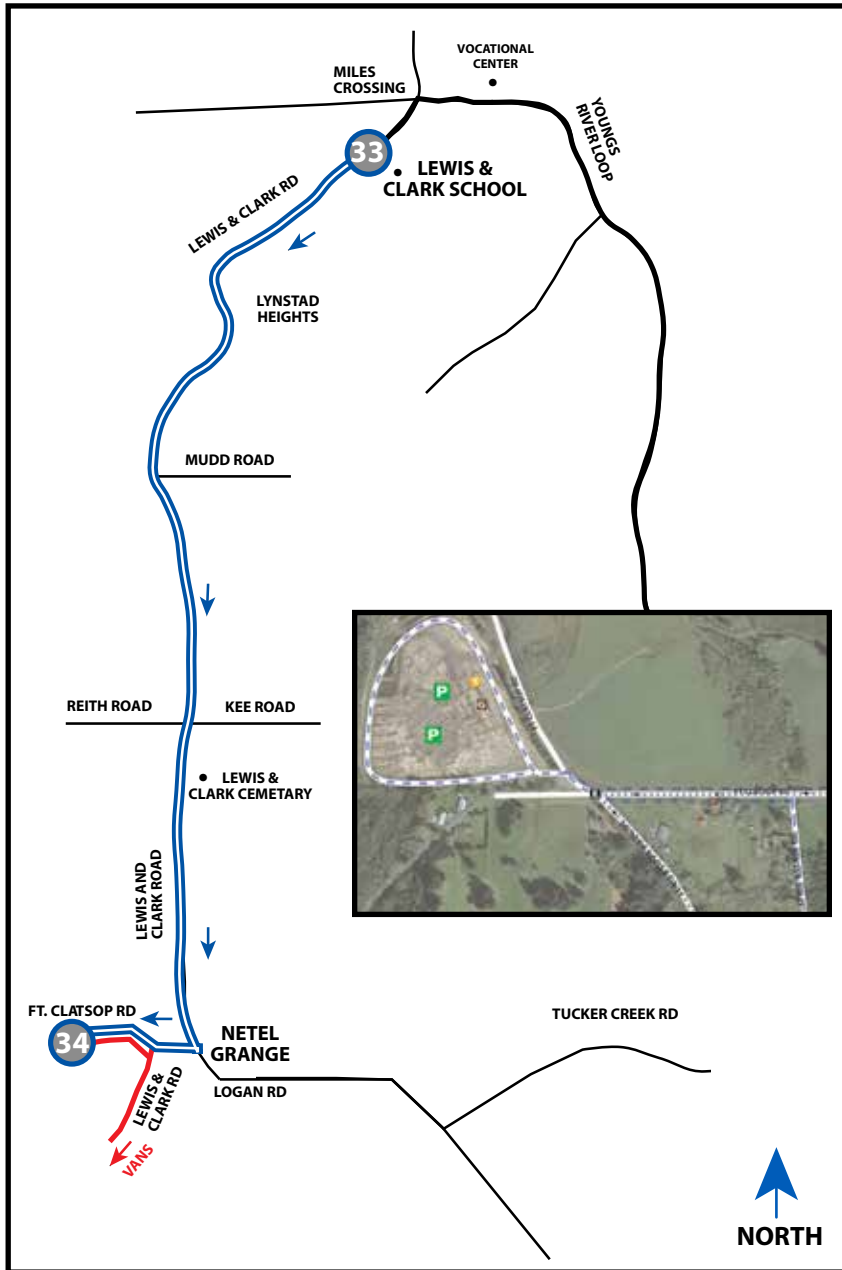 VOCATIONAL
CENTER
MILES
CROSSING
YOUNGS
RIVER LOOP
33
LEWIS &
CLARK SCHOOL
LEWIS & CLARK RD
LYNSTAD
HEIGHTS
MUDD ROAD
REITH ROAD
KEE ROAD
LEWIS &
CLARK CEMETARY
P
P
LEWIS AND
CLARK ROAD
FT. CLATSOP RD
34
NETEL
GRANGE
TUCKER CREEK RD
LEWIS &
CLARK RD
LOGAN RD
VANS
NORTH